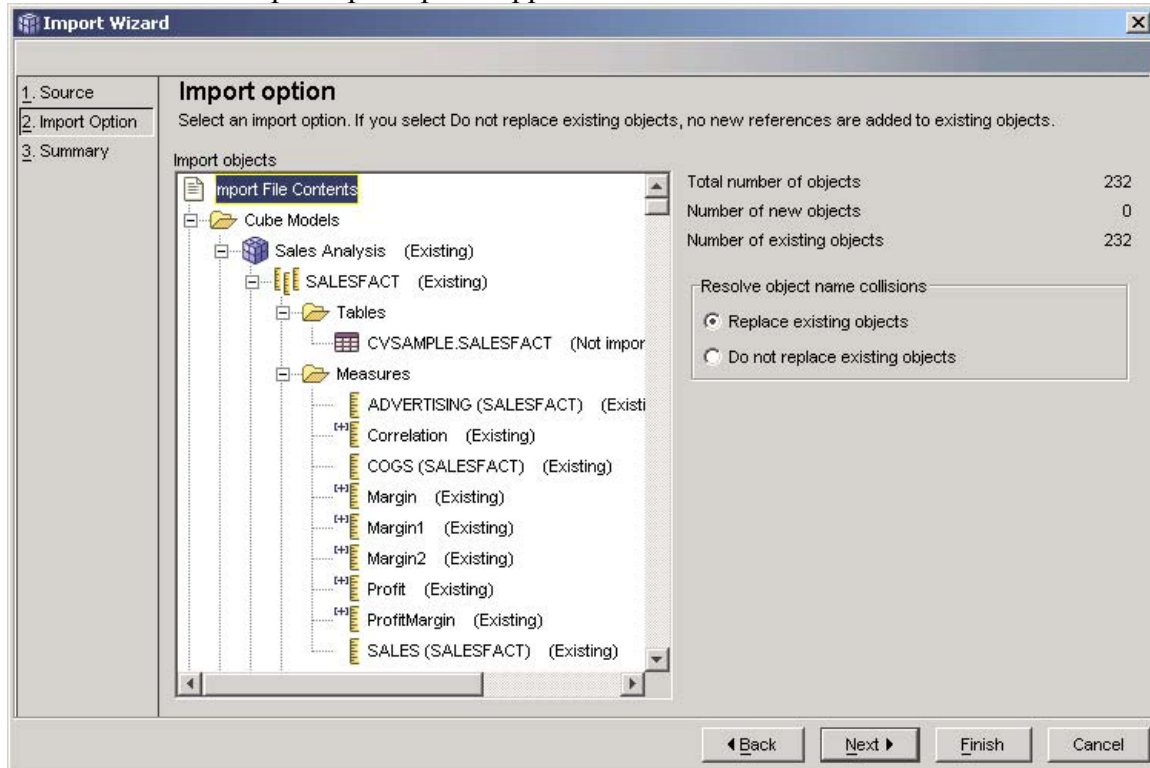 Import Wizard
1. Source
2. Import Option
3. Summary
Import option
Select an import option. If you select Do not replace existing objects, no new references are added to existing objects.
Import objects
mport File Contents
Cube Models
Sales Analysis (Existing)
SALESFACT (Existing)
Tables
CVSAMPLE.SALESFACT (Not impor
Measures
ADVERTISING (SALESFACT) (Existi
Correlation (Existing)
COGS (SALESFACT) (Existing)
Margin (Existing)
Margin1 (Existing)
Margin2 (Existing)
Profit (Existing)
ProfitMargin (Existing)
SALES (SALESFACT) (Existing)
Total number of objects 232
Number of new objects 0
Number of existing objects 232
Resolve object name collisions
Replace existing objects
Do not replace existing objects
Back Next Finish Cancel